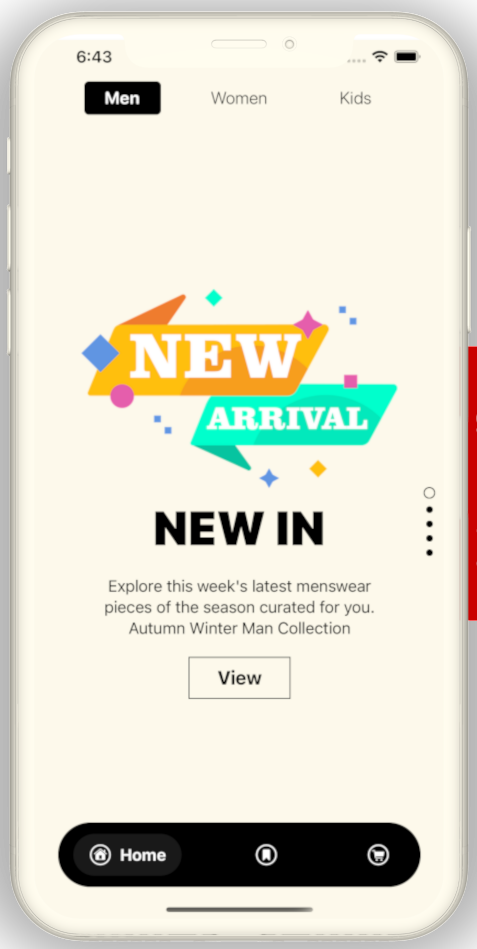 6:43
Men Women Kids
NEW
ARRIVAL
NEW IN
Explore this week's latest menswear
pieces of the season curated for you.
Autumn Winter Man Collection
View
Home